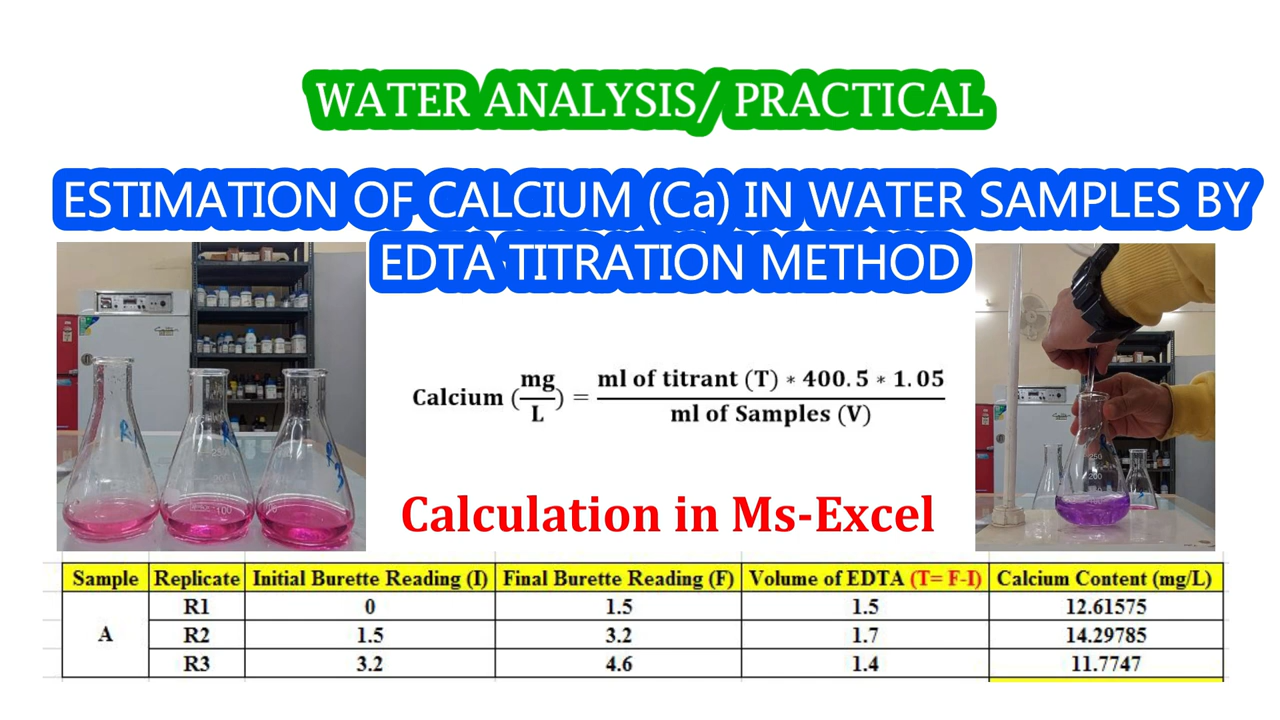 WATER ANALYSIS/ PRACTICAL
ESTIMATION OF CALCIUM (Ca) IN WATER SAMPLES BY
EDTA TITRATION METHOD
Calcium (mg/L) = ml of titrant (T) * 400.5 * 1.05 / ml of Samples (V)
Calculation in Ms-Excel
Sample Replicate Initial Burette Reading (I) Final Burette Reading (F) Volume of EDTA (T= F-I) Calcium Content (mg/L)
A R1 0 1.5 1.5 12.61575
R2 1.5 3.2 1.7 14.29785
R3 3.2 4.6 1.4 11.7747